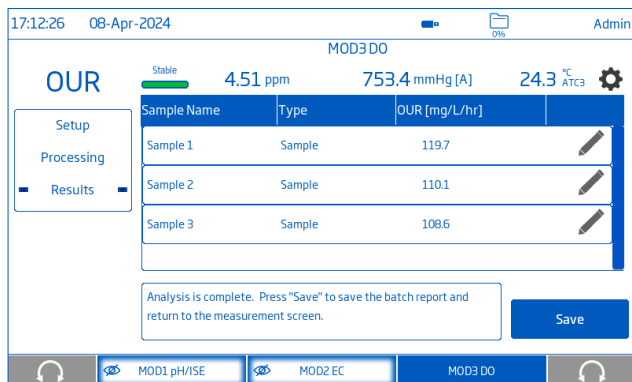 17:12:26 08-Apr-2024 0% Admin
MOD3 DO
OUR Stable 4.51 ppm 753.4 mmHg [A] 24.3 °C ATC3
Setup
Processing
Results
Sample Name Type OUR [mg/L/hr]
Sample 1 Sample 119.7
Sample 2 Sample 110.1
Sample 3 Sample 108.6
Analysis is complete. Press "Save" to save the batch report and
return to the measurement screen.
Save
MOD1 pH/ISE MOD2 EC MOD3 DO